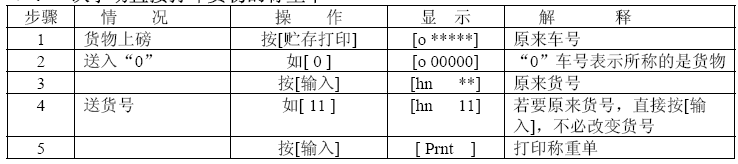 步骤 情 况 操 作 显 示 解 释
1 货物上磅 按[贮存打印] [o *****] 原来车号
2 送入“0” 如[ 0 ] [o 00000] “0”车号表示所称的是货物
3 按[输入] [hn **] 原来货号
4 送货号 如[ 11 ] [hn 11] 若要原来货号，直接按[输
入]，不必改变货号
5 按[输入] [ Prnt ] 打印称重单